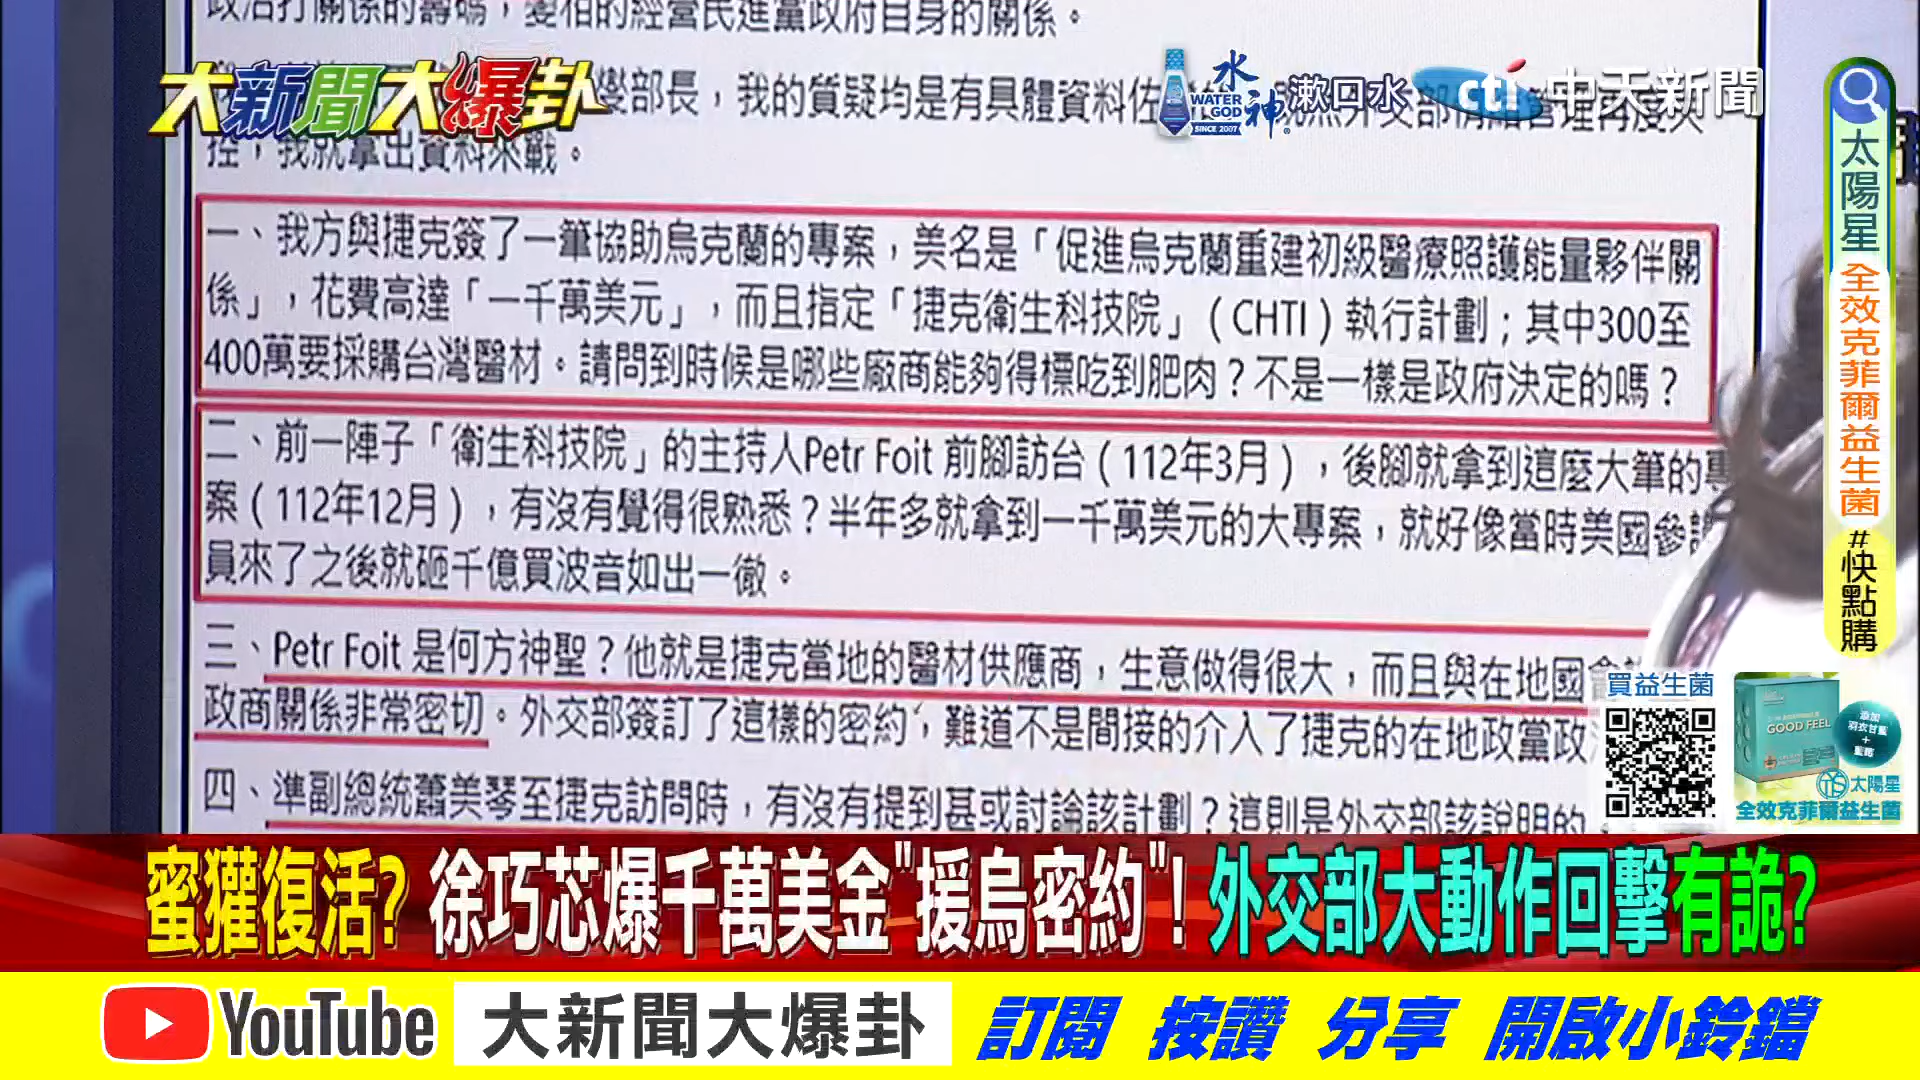 政治打關係的籌碼，變相的經營民進黨政府自身的關係。
大新聞大爆卦
燮部長，我的質疑均是有具體資料佐
水神
WATER GOD
SINCE 2007
漱口水
cti 中天新聞
控，我就拿出資料來戰。
一、我方與捷克簽了一筆協助烏克蘭的專案，美名是「促進烏克蘭重建初級醫療照護能量夥伴關
係」，花費高達「一千萬美元」，而且指定「捷克衛生科技院」（CHTI）執行計劃；其中300至
400萬要採購台灣醫材。請問到時候是哪些廠商能夠得標吃到肥肉？不是一樣是政府決定的嗎？
二、前一陣子「衛生科技院」的主持人Petr Foit 前腳訪台（112年3月），後腳就拿到這麼大筆的專
案（112年12月），有沒有覺得很熟悉？半年多就拿到一千萬美元的大專案，就好像當時美國參議
員來了之後就砸千億買波音如出一徹。
三、Petr Foit 是何方神聖？他就是捷克當地的醫材供應商，生意做得很大，而且與在地國會
政商關係非常密切。外交部簽訂了這樣的密約，難道不是間接的介入了捷克的在地政黨政
四、準副總統蕭美琴至捷克訪問時，有沒有提到甚或討論該計劃？這則是外交部該說明的
太陽星
全效克菲爾益生菌
#快點購
買益生菌
GOOD FEEL
添加
羽衣甘藍
+
藍莓
太陽星
全效克菲爾益生菌
蜜獾復活? 徐巧芯爆千萬美金"援烏密約"! 外交部大動作回擊有詭?
YouTube 大新聞大爆卦 訂閱 按讚 分享 開啟小鈴鐺